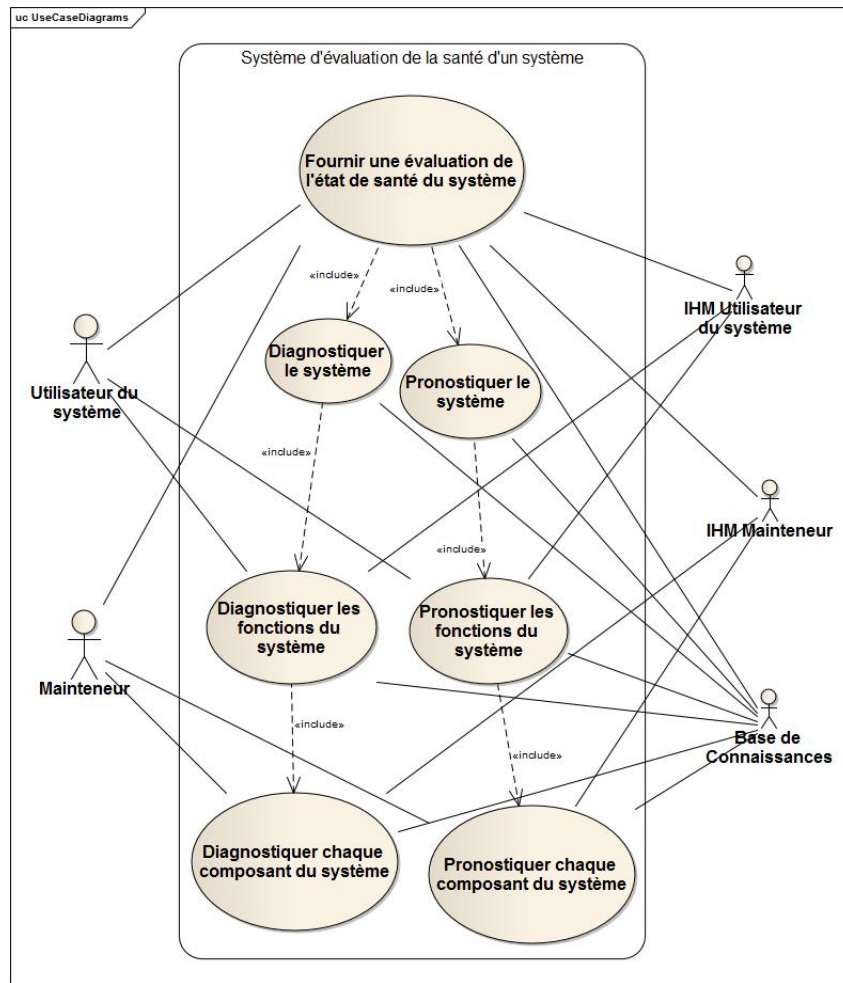 uc UseCaseDiagrams
Système d'évaluation de la santé d'un système
Fournir une évaluation de
l'état de santé du système
«include»
«include»
IHM Utilisateur
du système
Diagnostiquer
le système
Pronostiquer le
système
Utilisateur du
système
«include»
IHM Mainteneur
«include»
Diagnostiquer les
fonctions du
système
Pronostiquer les
fonctions du
système
Mainteneur
«include»
Base de
Connaissances
«include»
Diagnostiquer chaque
composant du système
Pronostiquer chaque
composant du système